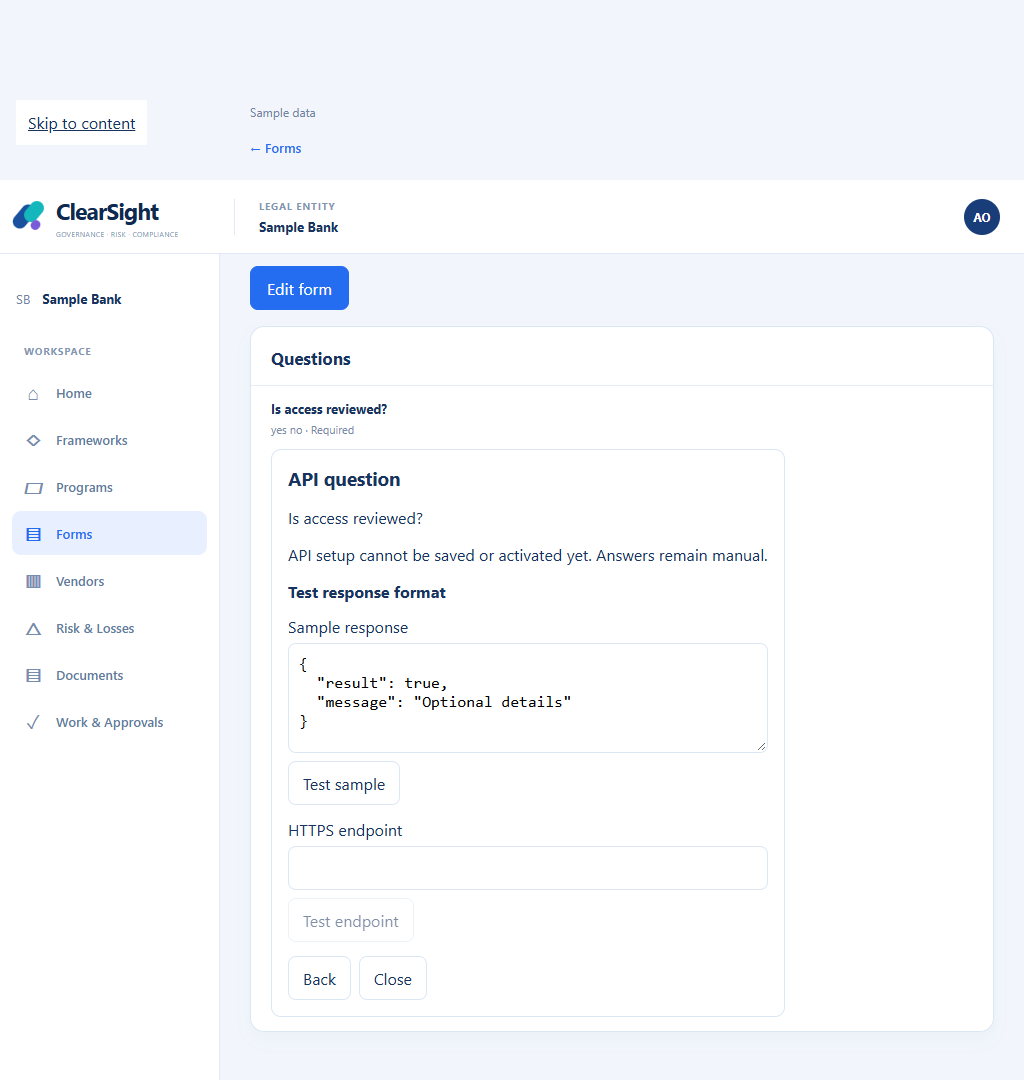 Skip to content
Sample data
← Forms
ClearSight
GOVERNANCE · RISK · COMPLIANCE
LEGAL ENTITY
Sample Bank
AO
SB Sample Bank
WORKSPACE
Home
Frameworks
Programs
Forms
Vendors
Risk & Losses
Documents
Work & Approvals
Edit form
Questions
Is access reviewed?
yes no · Required
API question
Is access reviewed?
API setup cannot be saved or activated yet. Answers remain manual.
Test response format
Sample response
{
  "result": true,
  "message": "Optional details"
}
Test sample
HTTPS endpoint
Test endpoint
Back
Close